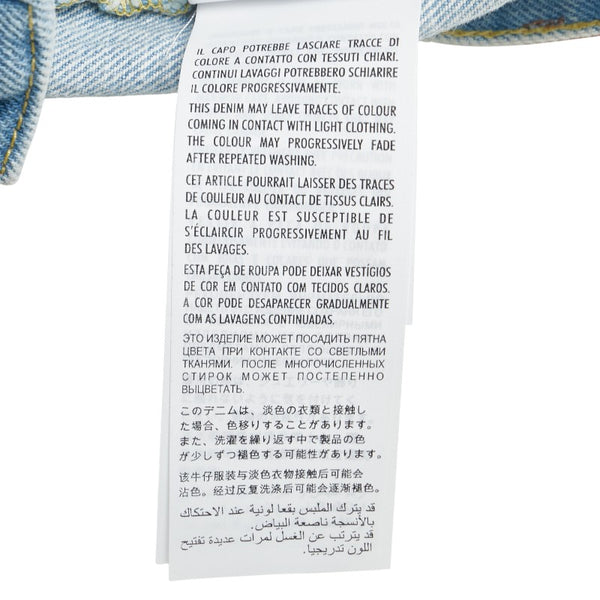 IL CAPO POTREBBE LASCIARE TRACCE DI
COLORE A CONTATTO CON TESSUTI CHIARI.
CONTINUI LAVAGGI POTREBBERO SCHIARIRE
IL COLORE PROGRESSIVAMENTE.
THIS DENIM MAY LEAVE TRACES OF COLOUR
COMING IN CONTACT WITH LIGHT CLOTHING.
THE COLOUR MAY PROGRESSIVELY FADE
AFTER REPEATED WASHING.
CET ARTICLE POURRAIT LAISSER DES TRACES
DE COULEUR AU CONTACT DE TISSUS CLAIRS.
LA COULEUR EST SUSCEPTIBLE DE
S'ÉCLAIRCIR PROGRESSIVEMENT AU FIL
DES LAVAGES.
ESTA PEÇA DE ROUPA PODE DEIXAR VESTÍGIOS
DE COR EM CONTATO COM TECIDOS CLAROS.
A COR PODE DESAPARECER GRADUALMENTE
COM AS LAVAGENS CONTINUADAS.
ЭТО ИЗДЕЛИЕ МОЖЕТ ПОСАДИТЬ ПЯТНА
ЦВЕТА ПРИ КОНТАКТЕ СО СВЕТЛЫМИ
ТКАНЯМИ. ПОСЛЕ МНОГОЧИСЛЕННЫХ
СТИРОК МОЖЕТ ПОСТЕПЕННО
ВЫЦВЕТАТЬ.
このデニムは、淡色の衣類と接触し
た場合、色移りすることがあります。
また、洗濯を繰り返す中で製品の色
が少しずつ褪色する可能性があります。
该牛仔服装与淡色衣物接触后可能会
沾色。经过反复洗涤后可能会逐渐褪色。
قد يترك الملبس بقعا لونية عند الاحتكاك
بالأنسجة ناصعة البياض.
قد يترتب عن الغسل لمرات عديدة تفتيح
اللون تدريجيا.